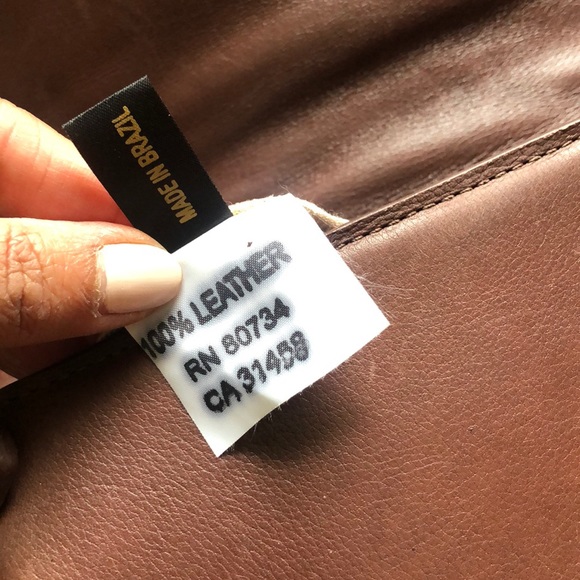 MADE IN BRAZIL
100% LEATHER
RN 80734
CA 31458